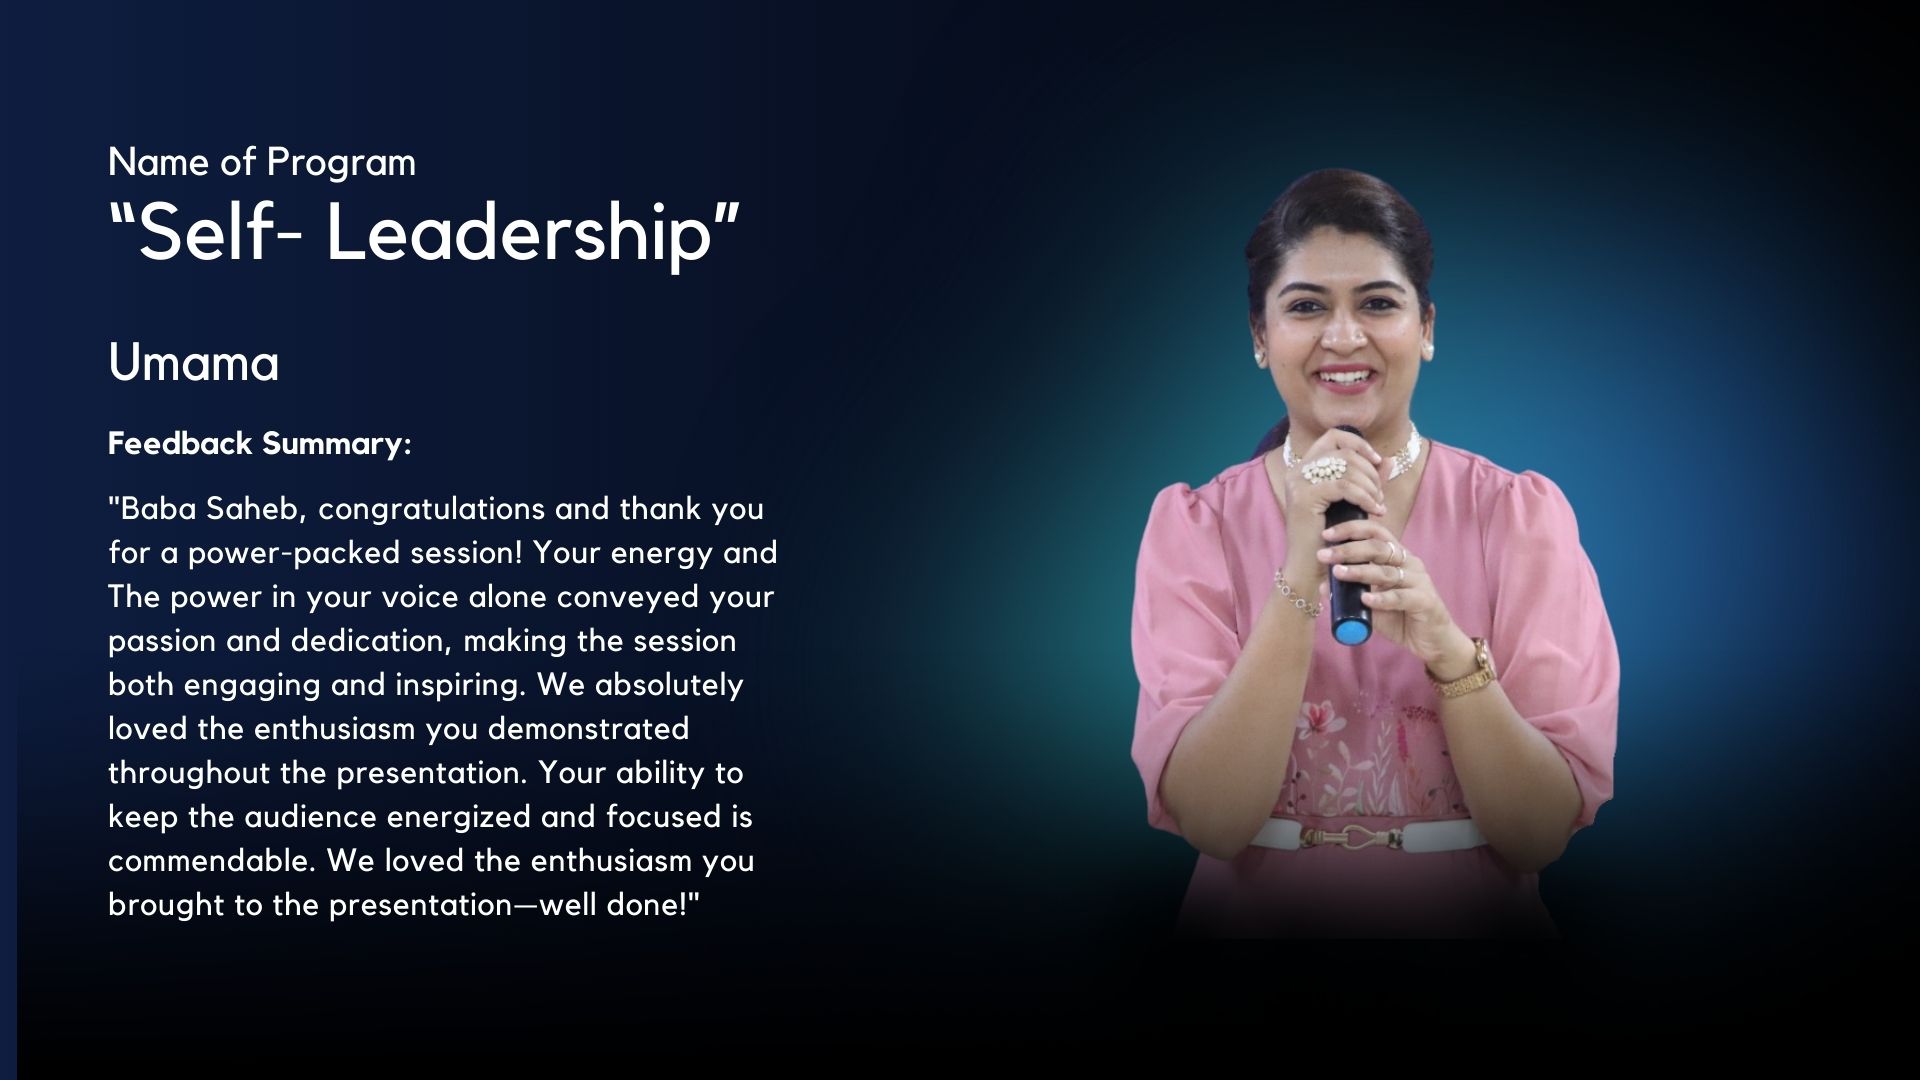 Name of Program
“Self- Leadership”
Umama
Feedback Summary:
"Baba Saheb, congratulations and thank you
for a power-packed session! Your energy and
The power in your voice alone conveyed your
passion and dedication, making the session
both engaging and inspiring. We absolutely
loved the enthusiasm you demonstrated
throughout the presentation. Your ability to
keep the audience energized and focused is
commendable. We loved the enthusiasm you
brought to the presentation—well done!"